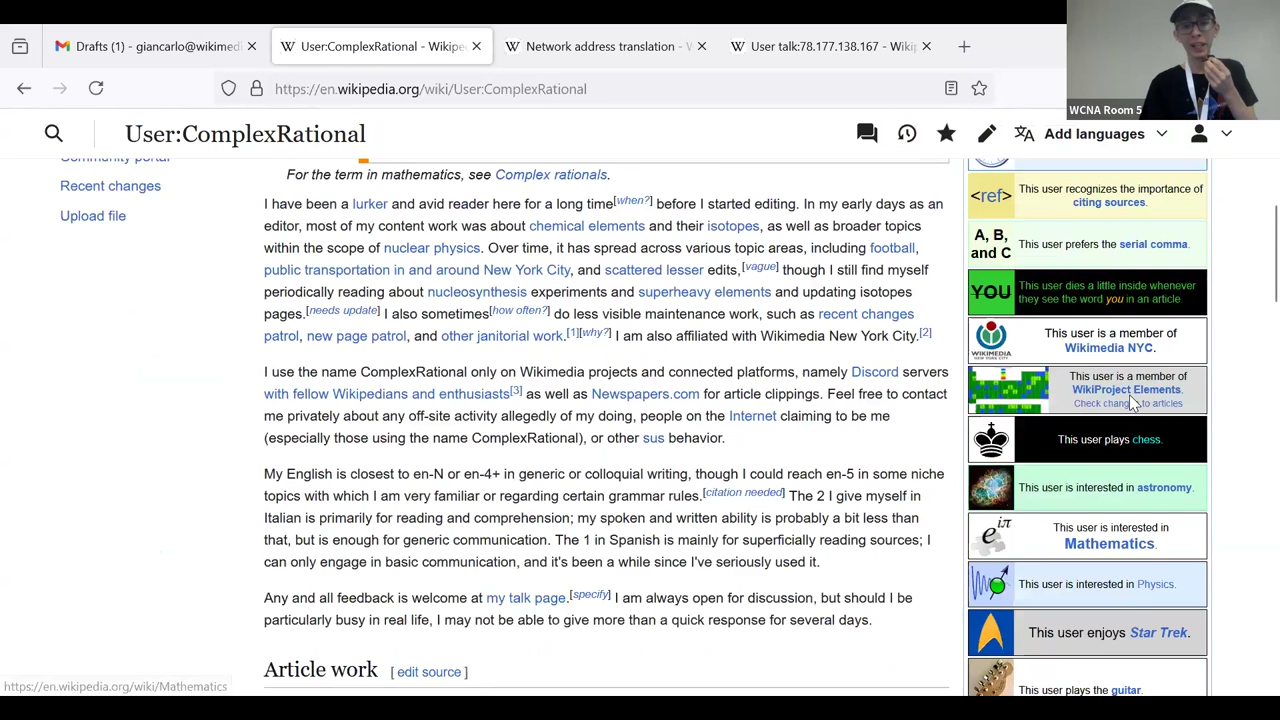 Drafts (1) - giancarlo@wikimedi
User:ComplexRational - Wikipe
Network address translation - W
User talk:78.177.138.167 - Wikip
https://en.wikipedia.org/wiki/User:ComplexRational
WCNA Room 5
User:ComplexRational
Add languages
Community portal
Recent changes
Upload file
For the term in mathematics, see Complex rationals.
I have been a lurker and avid reader here for a long time[when?] before I started editing. In my early days as an
editor, most of my content work was about chemical elements and their isotopes, as well as broader topics
within the scope of nuclear physics. Over time, it has spread across various topic areas, including football,
public transportation in and around New York City, and scattered lesser edits,[vague] though I still find myself
periodically reading about nucleosynthesis experiments and superheavy elements and updating isotopes
pages.[needs update] I also sometimes[how often?] do less visible maintenance work, such as recent changes
patrol, new page patrol, and other janitorial work.[1][why?] I am also affiliated with Wikimedia New York City.[2]
I use the name ComplexRational only on Wikimedia projects and connected platforms, namely Discord servers
with fellow Wikipedians and enthusiasts[3] as well as Newspapers.com for article clippings. Feel free to contact
me privately about any off-site activity allegedly of my doing, people on the Internet claiming to be me
(especially those using the name ComplexRational), or other sus behavior.
My English is closest to en-N or en-4+ in generic or colloquial writing, though I could reach en-5 in some niche
topics with which I am very familiar or regarding certain grammar rules.[citation needed] The 2 I give myself in
Italian is primarily for reading and comprehension; my spoken and written ability is probably a bit less than
that, but is enough for generic communication. The 1 in Spanish is mainly for superficially reading sources; I
can only engage in basic communication, and it's been a while since I've seriously used it.
Any and all feedback is welcome at my talk page.[specify] I am always open for discussion, but should I be
particularly busy in real life, I may not be able to give more than a quick response for several days.
Article work [ edit source ]
<ref>
This user recognizes the importance of
citing sources.
A, B,
and C
This user prefers the serial comma.
YOU
This user dies a little inside whenever
they see the word you in an article.
WIKIMEDIA
This user is a member of
Wikimedia NYC.
This user is a member of
WikiProject Elements.
Check changes to articles
This user plays chess.
This user is interested in astronomy.
e^iπ
This user is interested in
Mathematics.
This user is interested in Physics.
This user enjoys Star Trek.
This user plays the guitar.
https://en.wikipedia.org/wiki/Mathematics